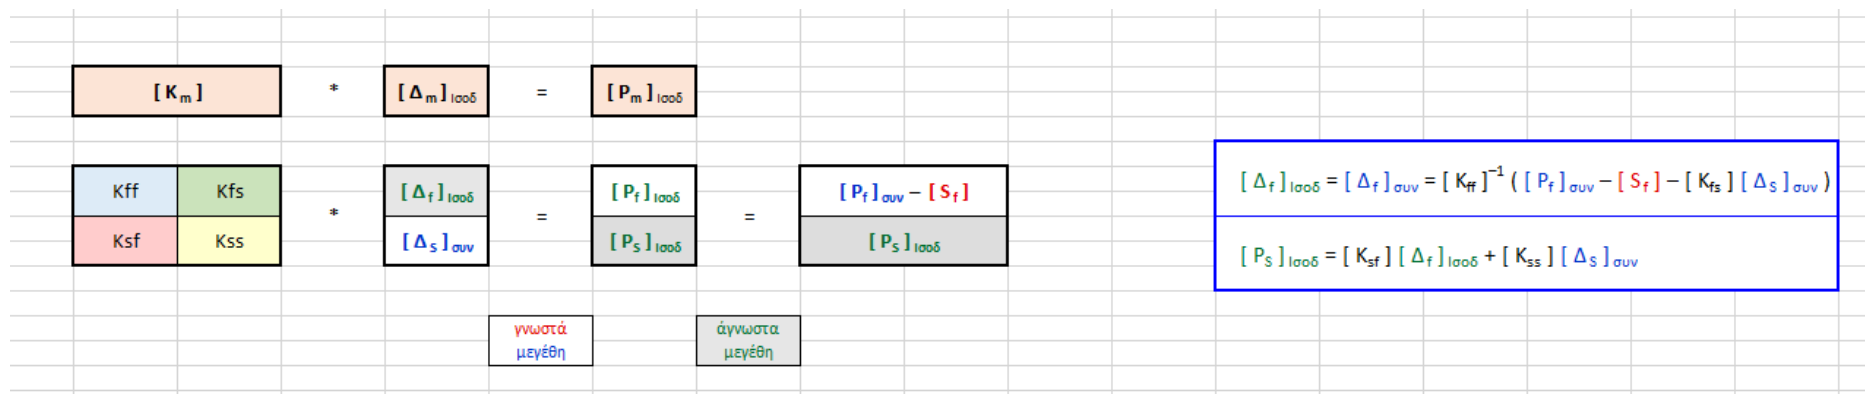 [ Km ] * [ Δm ] Ισοδ = [ Pm ] Ισοδ
Kff Kfs * [ Δf ] Ισοδ = [ Pf ] Ισοδ = [ Pf ] συν – [ Sf ]
Ksf Kss [ ΔS ] συν [ PS ] Ισοδ [ PS ] Ισοδ
[ Δf ] Ισοδ = [ Δf ] συν = [ Kff ]⁻¹ ( [ Pf ] συν – [ Sf ] – [ Kfs ] [ ΔS ] συν )
[ PS ] Ισοδ = [ Ksf ] [ Δf ] Ισοδ + [ Kss ] [ ΔS ] συν
γνωστά
μεγέθη
άγνωστα
μεγέθη